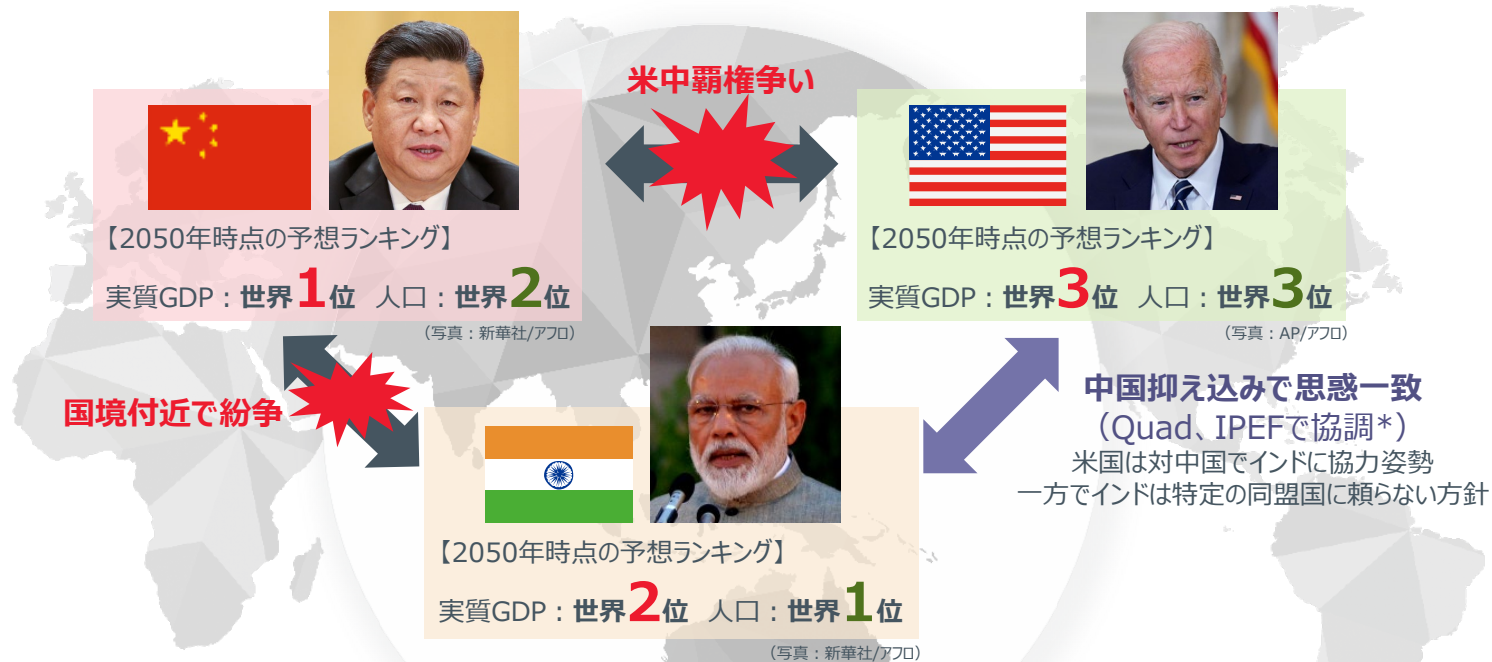 米中覇権争い
【2050年時点の予想ランキング】
実質GDP：世界1位 人口：世界2位
（写真：新華社/アフロ）
【2050年時点の予想ランキング】
実質GDP：世界3位 人口：世界3位
（写真：AP/アフロ）
国境付近で紛争
中国抑え込みで思惑一致
（Quad、IPEFで協調*）
米国は対中国でインドに協力姿勢
一方でインドは特定の同盟国に頼らない方針
【2050年時点の予想ランキング】
実質GDP：世界2位 人口：世界1位
（写真：新華社/アフロ）